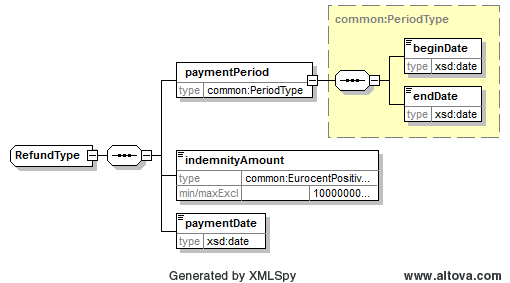 common:PeriodType
beginDate
type xsd:date
endDate
type xsd:date
paymentPeriod
type common:PeriodType
RefundType
indemnityAmount
type common:EurocentPositiv...
min/maxExcl 10000000...
paymentDate
type xsd:date
Generated by XMLSpy www.altova.com